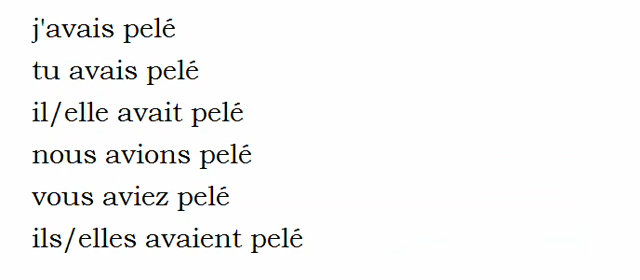 j'avais pelé
tu avais pelé
il/elle avait pelé
nous avions pelé
vous aviez pelé
ils/elles avaient pelé